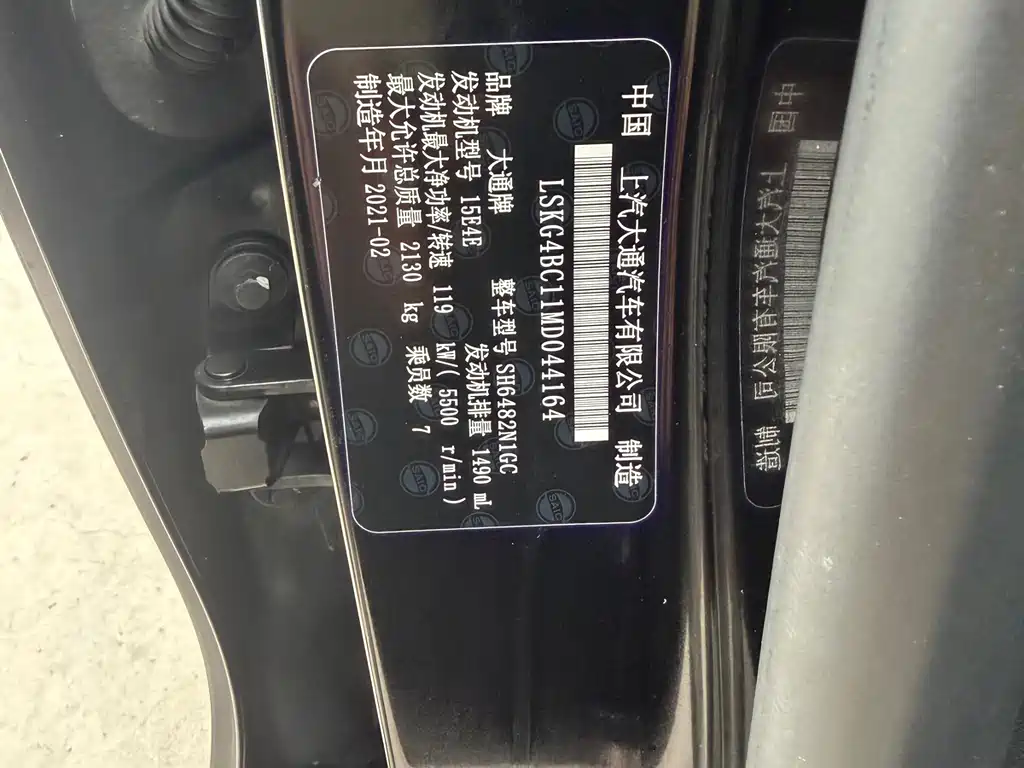 中国 上汽大通汽车有限公司 制造
LSKG4BC11MD044164
品牌 大通牌 整车型号 SH6482N1GC
发动机型号 15E4E 发动机排量 1490 mL
发动机最大净功率/转速 119 kW/( 5500 r/min)
最大允许总质量 2130 kg 乘员数 7
制造年月 2021-02
SAIC